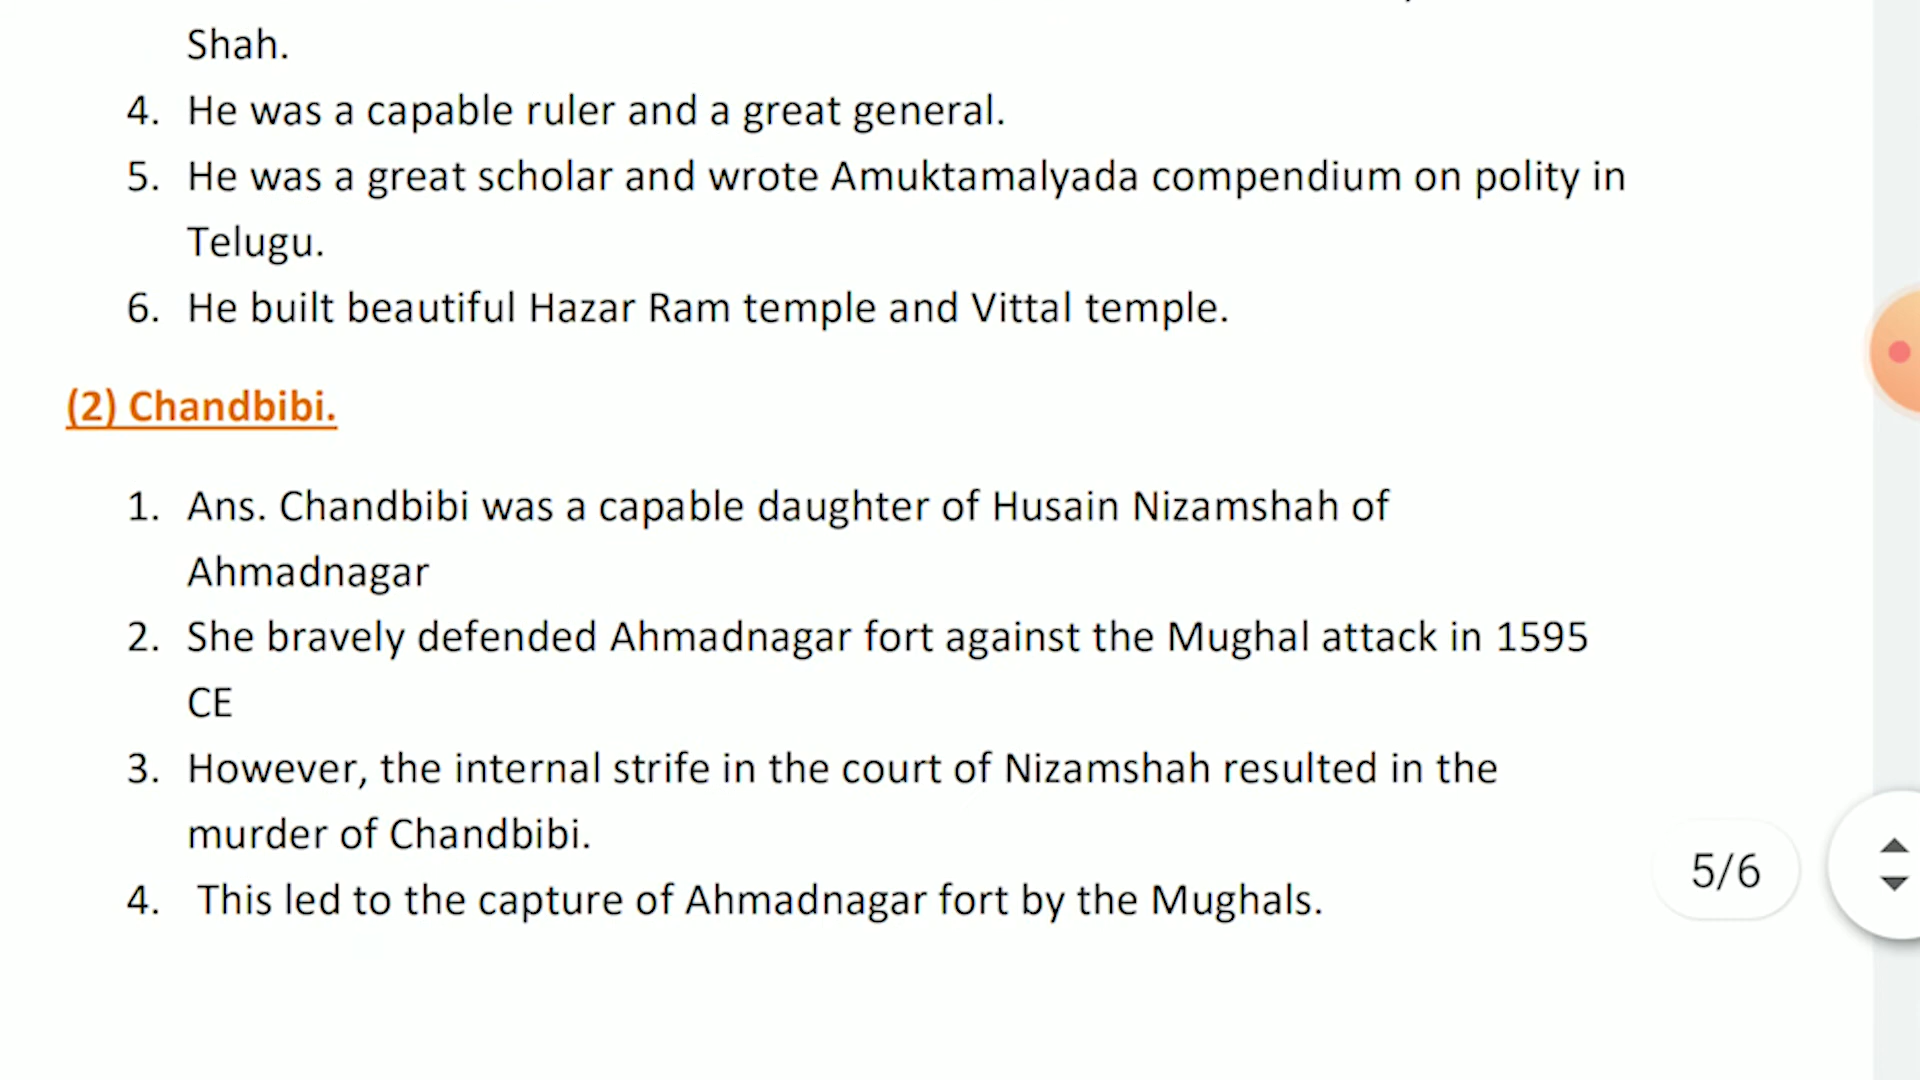 Shah.
4. He was a capable ruler and a great general.
5. He was a great scholar and wrote Amuktamalyada compendium on polity in
Telugu.
6. He built beautiful Hazar Ram temple and Vittal temple.
(2) Chandbibi.
1. Ans. Chandbibi was a capable daughter of Husain Nizamshah of
Ahmadnagar
2. She bravely defended Ahmadnagar fort against the Mughal attack in 1595
CE
3. However, the internal strife in the court of Nizamshah resulted in the
murder of Chandbibi.
4. This led to the capture of Ahmadnagar fort by the Mughals.
5/6